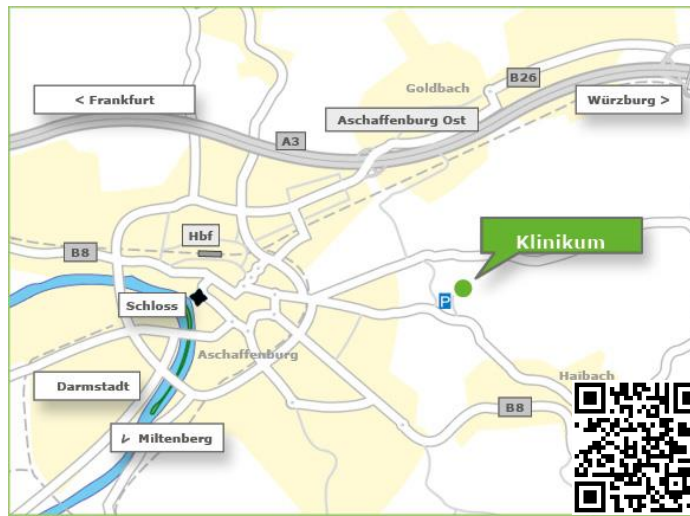 Goldbach
B26
< Frankfurt
Würzburg >
Aschaffenburg Ost
A3
Hbf
Klinikum
B8
P
Schloss
Aschaffenburg
Darmstadt
Haibach
B8
< Miltenberg